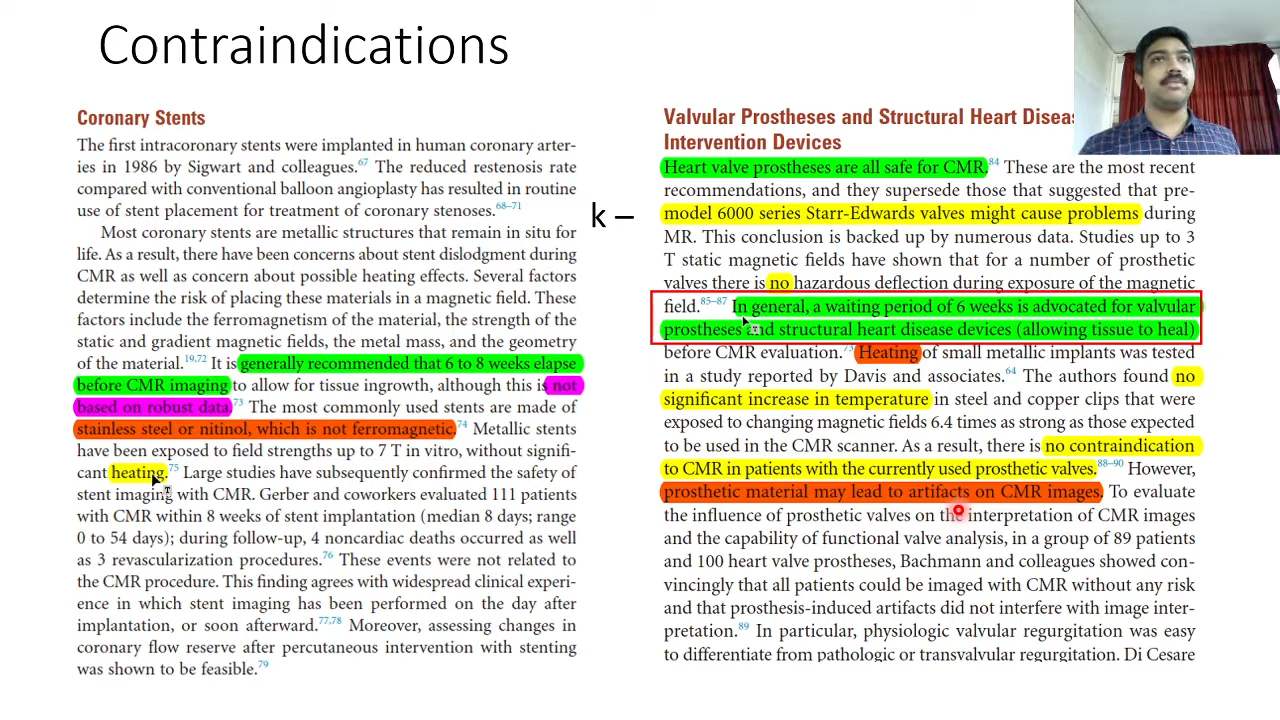 Contraindications
Coronary Stents
The first intracoronary stents were implanted in human coronary arter-
ies in 1986 by Sigwart and colleagues.67 The reduced restenosis rate
compared with conventional balloon angioplasty has resulted in routine
use of stent placement for treatment of coronary stenoses.68–71
Most coronary stents are metallic structures that remain in situ for
life. As a result, there have been concerns about stent dislodgment during
CMR as well as concern about possible heating effects. Several factors
determine the risk of placing these materials in a magnetic field. These
factors include the ferromagnetism of the material, the strength of the
static and gradient magnetic fields, the metal mass, and the geometry
of the material.19,72 It is generally recommended that 6 to 8 weeks elapse
before CMR imaging to allow for tissue ingrowth, although this is not
based on robust data.73 The most commonly used stents are made of
stainless steel or nitinol, which is not ferromagnetic.74 Metallic stents
have been exposed to field strengths up to 7 T in vitro, without signifi-
cant heating.75 Large studies have subsequently confirmed the safety of
stent imaging with CMR. Gerber and coworkers evaluated 111 patients
with CMR within 8 weeks of stent implantation (median 8 days; range
0 to 54 days); during follow-up, 4 noncardiac deaths occurred as well
as 3 revascularization procedures.76 These events were not related to
the CMR procedure. This finding agrees with widespread clinical experi-
ence in which stent imaging has been performed on the day after
implantation, or soon afterward.77,78 Moreover, assessing changes in
coronary flow reserve after percutaneous intervention with stenting
was shown to be feasible.79
k –
Valvular Prostheses and Structural Heart
Intervention Devices
Heart valve prostheses are all safe for CMR.84 These are the most recent
recommendations, and they supersede those that suggested that pre-
model 6000 series Starr-Edwards valves might cause problems during
MR. This conclusion is backed up by numerous data. Studies up to 3
T static magnetic fields have shown that for a number of prosthetic
valves there is no hazardous deflection during exposure of the magnetic
field.85–87 In general, a waiting period of 6 weeks is advocated for valvular
prostheses and structural heart disease devices (allowing tissue to heal)
before CMR evaluation. Heating of small metallic implants was tested
in a study reported by Davis and associates.64 The authors found no
significant increase in temperature in steel and copper clips that were
exposed to changing magnetic fields 6.4 times as strong as those expected
to be used in the CMR scanner. As a result, there is no contraindication
to CMR in patients with the currently used prosthetic valves.88–90 However,
prosthetic material may lead to artifacts on CMR images. To evaluate
the influence of prosthetic valves on the interpretation of CMR images
and the capability of functional valve analysis, in a group of 89 patients
and 100 heart valve prostheses, Bachmann and colleagues showed con-
vincingly that all patients could be imaged with CMR without any risk
and that prosthesis-induced artifacts did not interfere with image inter-
pretation.89 In particular, physiologic valvular regurgitation was easy
to differentiate from pathologic or transvalvular regurgitation. Di Cesare